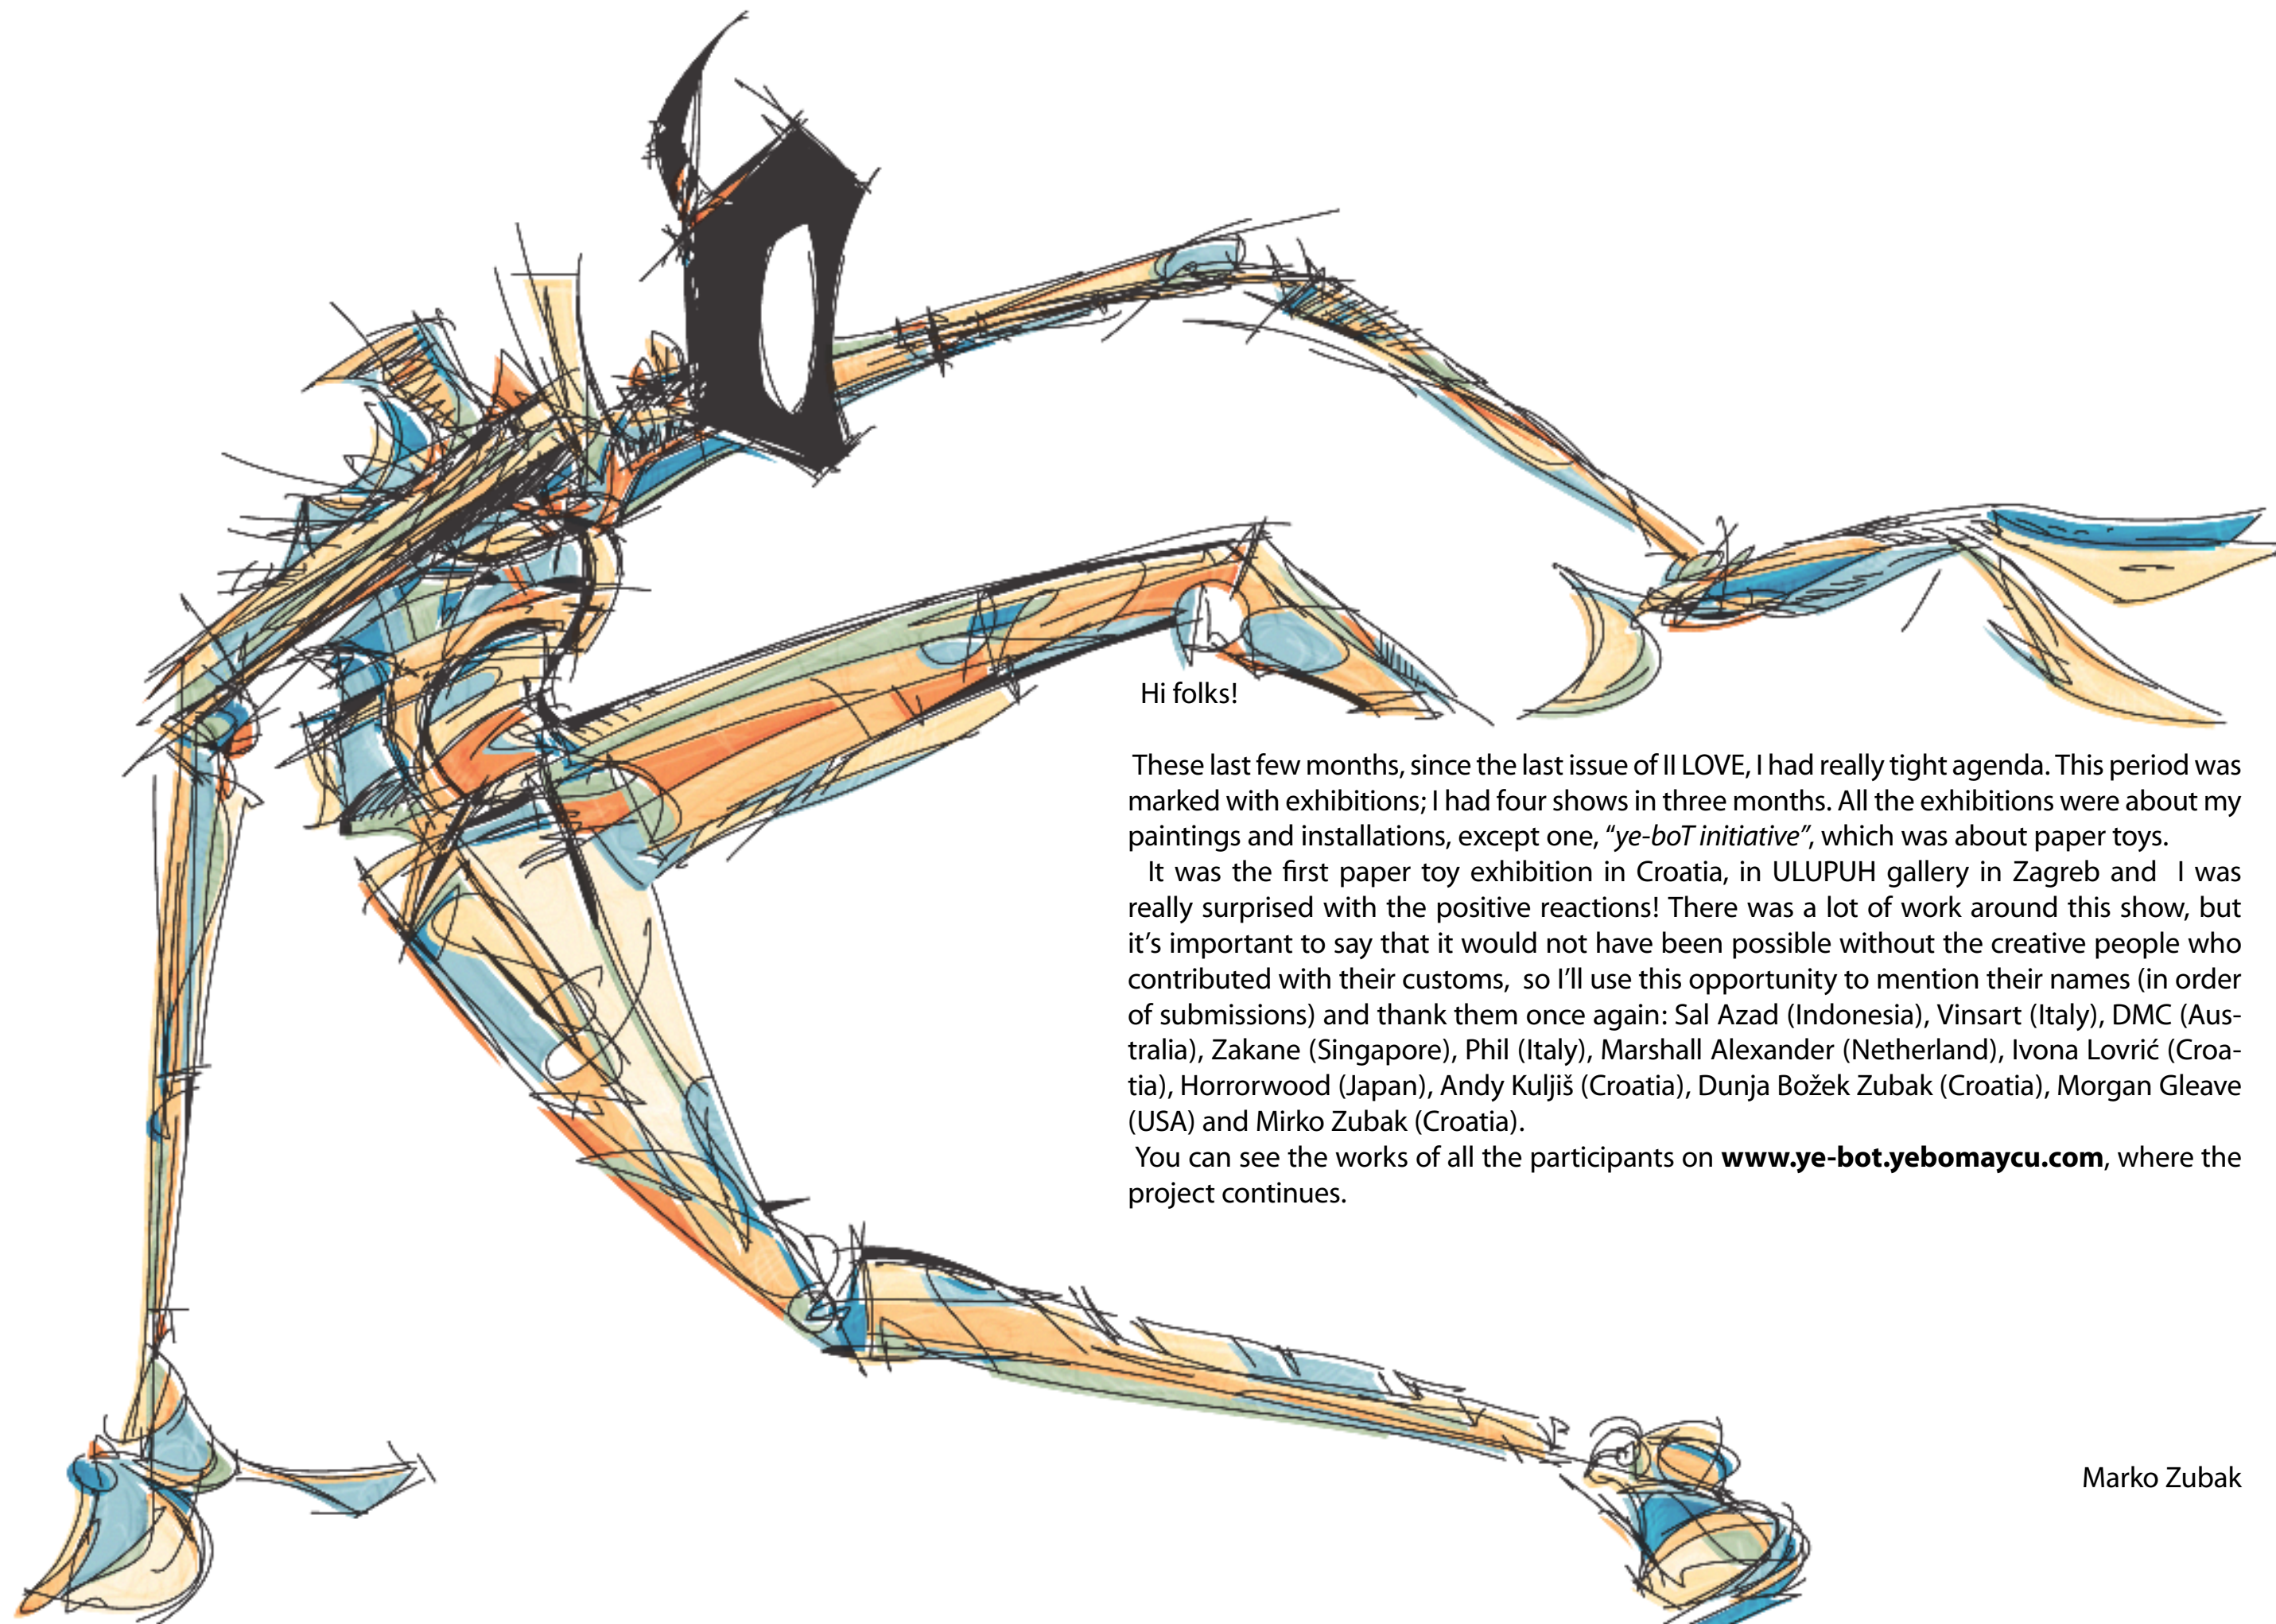 Hi folks!
These last few months, since the last issue of II LOVE, I had really tight agenda. This period was
marked with exhibitions; I had four shows in three months. All the exhibitions were about my
paintings and installations, except one, “ye-boT initiative”, which was about paper toys.
It was the first paper toy exhibition in Croatia, in ULUPUH gallery in Zagreb and I was
really surprised with the positive reactions! There was a lot of work around this show, but
it’s important to say that it would not have been possible without the creative people who
contributed with their customs, so I’ll use this opportunity to mention their names (in order
of submissions) and thank them once again: Sal Azad (Indonesia), Vinsart (Italy), DMC (Aus-
tralia), Zakane (Singapore), Phil (Italy), Marshall Alexander (Netherland), Ivona Lovrić (Croa-
tia), Horrorwood (Japan), Andy Kuljiš (Croatia), Dunja Božek Zubak (Croatia), Morgan Gleave
(USA) and Mirko Zubak (Croatia).
You can see the works of all the participants on www.ye-bot.yebomaycu.com, where the
project continues.
Marko Zubak